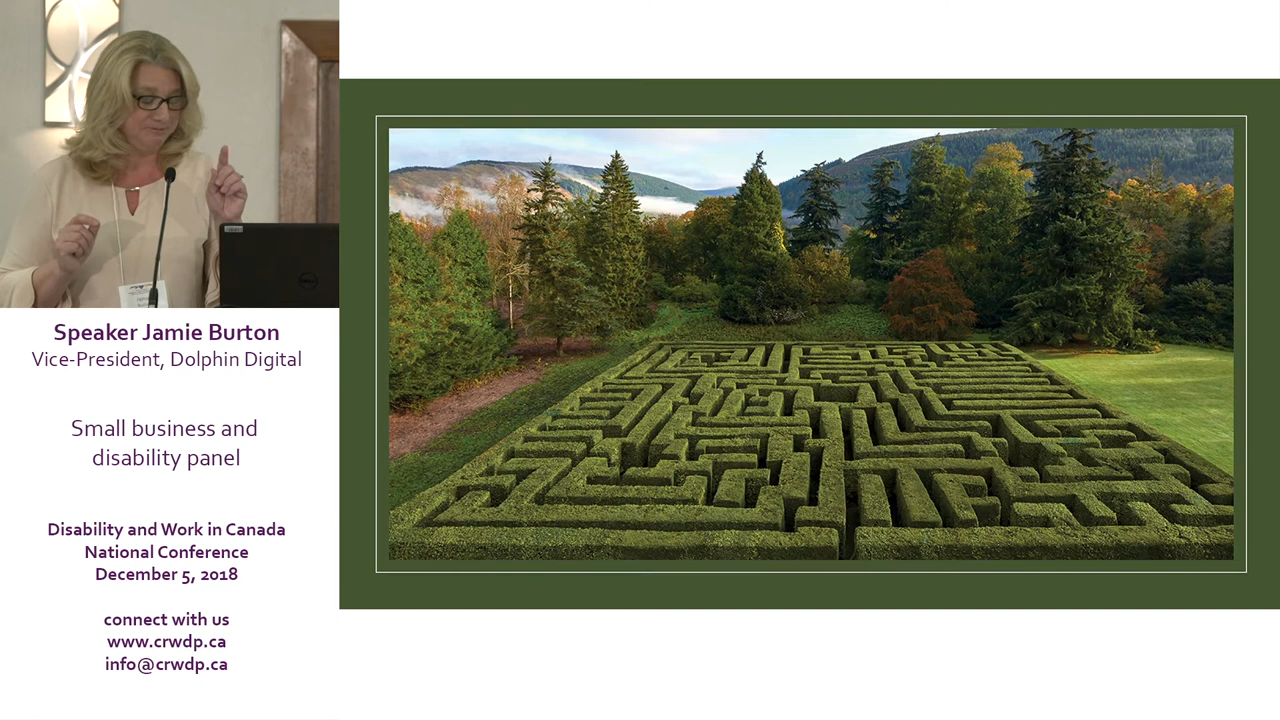 Speaker Jamie Burton
Vice-President, Dolphin Digital
Small business and
disability panel
Disability and Work in Canada
National Conference
December 5, 2018
connect with us
www.crwdp.ca
info@crwdp.ca